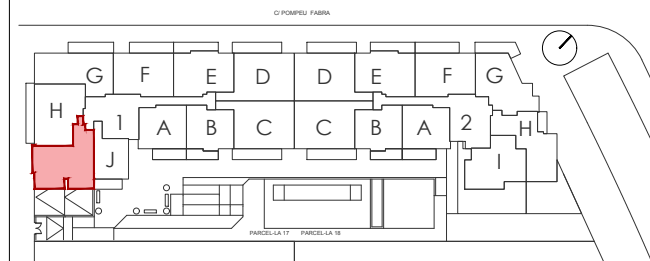 C/ POMPEU FABRA
G F E D D E F G
H 1 A B C C B A 2 H
J I
PARCEL·LA 17 PARCEL·LA 18